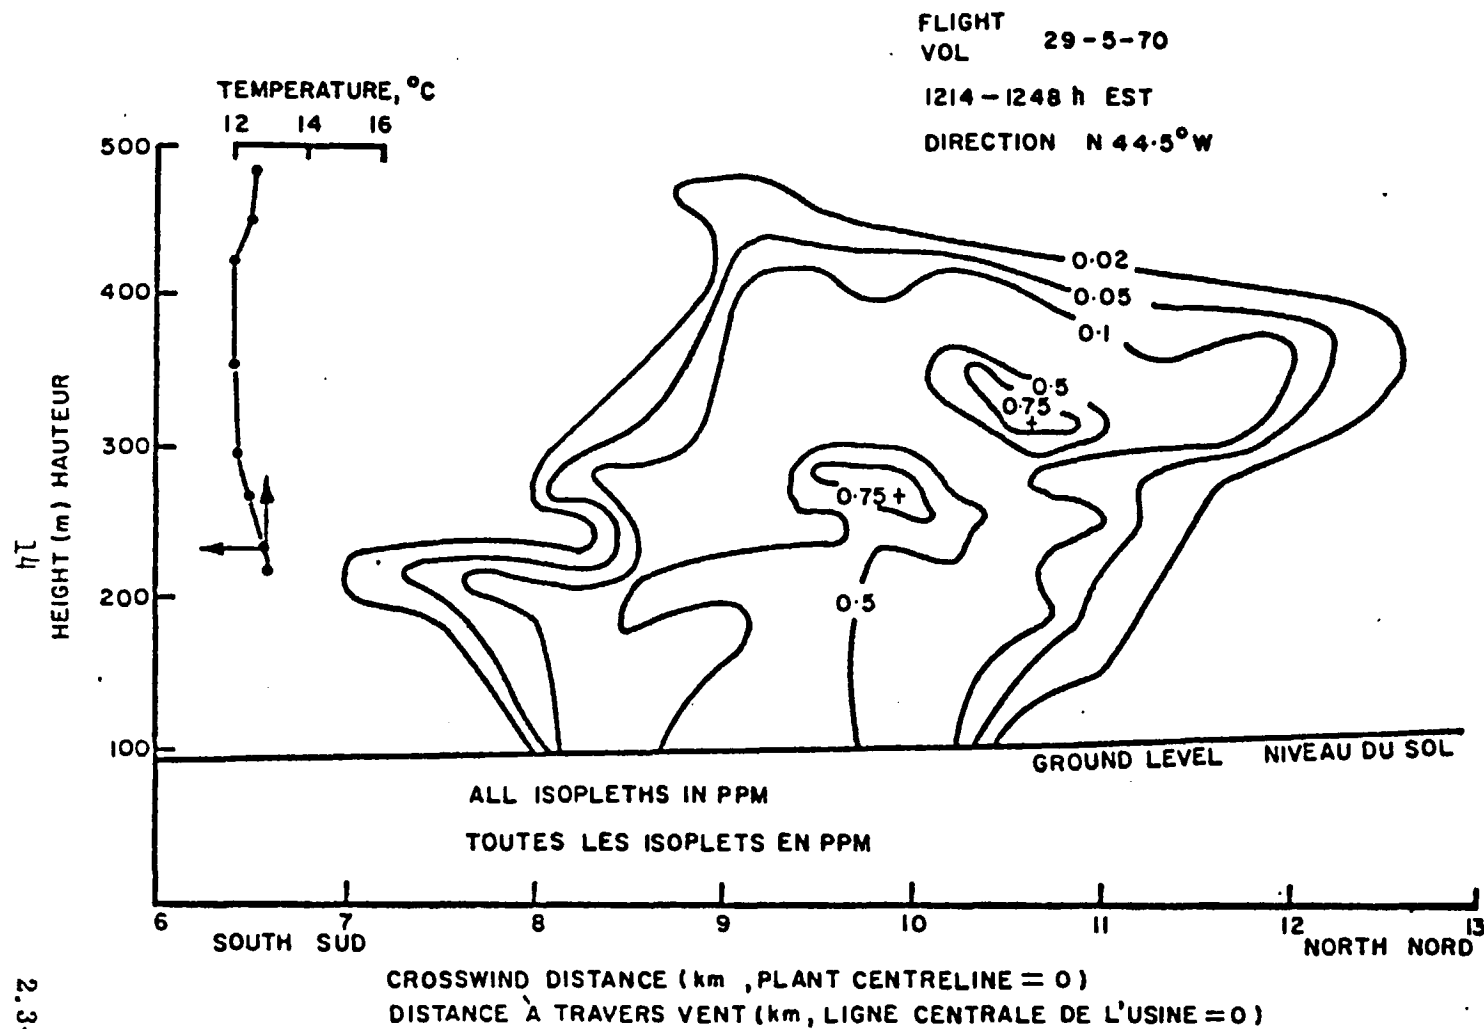 FLIGHT
VOL 29-5-70
1214-1248 h EST
DIRECTION N 44·5°W
TEMPERATURE, °C
12 14 16
500
400
300
200
100
HEIGHT (m) HAUTEUR
14
0·02
0·05
0·1
0·5
0·75
+
0·75 +
0·5
GROUND LEVEL NIVEAU DU SOL
ALL ISOPLETHS IN PPM
TOUTES LES ISOPLETS EN PPM
6 7 8 9 10 11 12 13
SOUTH SUD NORTH NORD
CROSSWIND DISTANCE (km , PLANT CENTRELINE = 0)
DISTANCE À TRAVERS VENT (km, LIGNE CENTRALE DE L'USINE = 0)